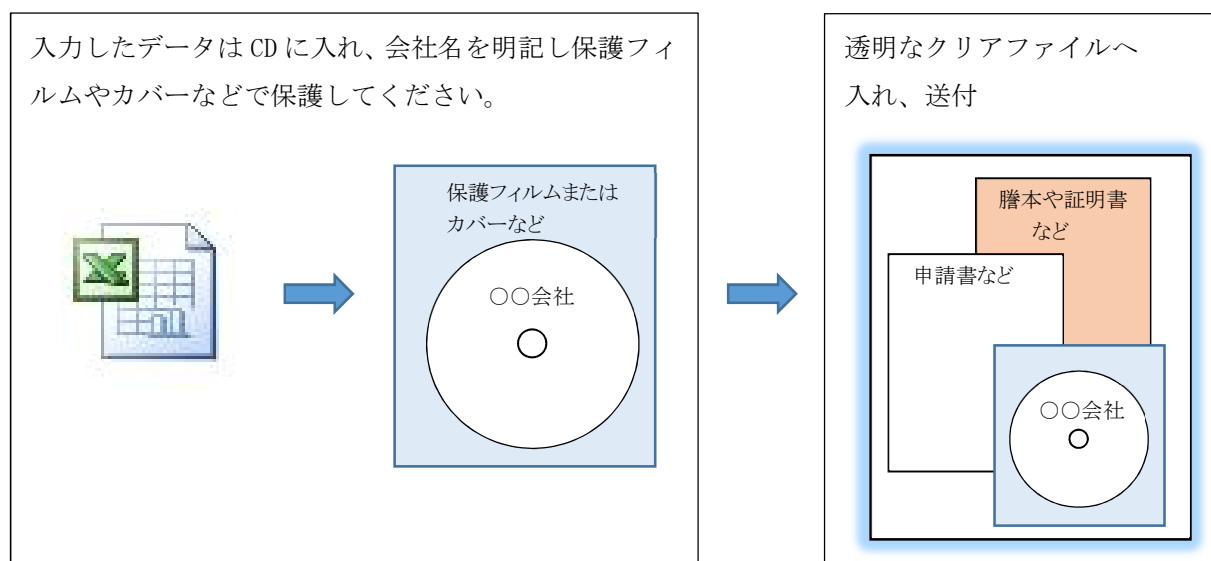 入力したデータは CD に入れ、会社名を明記し保護フィ
ルムやカバーなどで保護してください。
保護フィルムまたは
カバーなど
○○会社
透明なクリアファイルへ
入れ、送付
謄本や証明書
など
申請書など
○○会社